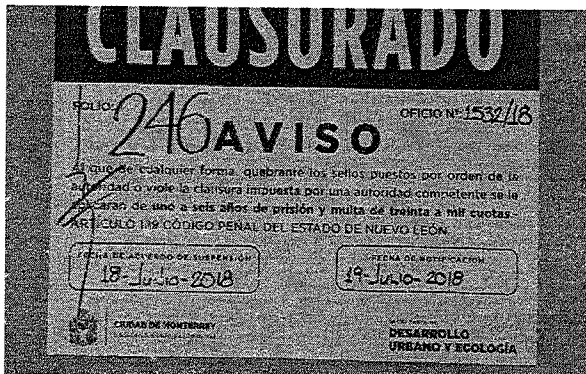 CLAUSURADO
FOLIO: 246
OFICIO Nº 1532/18
AVISO
Al que de cualquier forma, quebrante los sellos puestos por orden de la
autoridad o viole la clausura impuesta por una autoridad competente se le
aplicarán de uno a seis años de prisión y multa de treinta a mil cuotas
ARTICULO 189 CÓDIGO PENAL DEL ESTADO DE NUEVO LEÓN
FECHA DE ACUERDO DE SUSPENSIÓN
18-Julio-2018
FECHA DE NOTIFICACIÓN
19-Julio-2018
CIUDAD DE MONTERREY
DESARROLLO
URBANO Y ECOLOGÍA